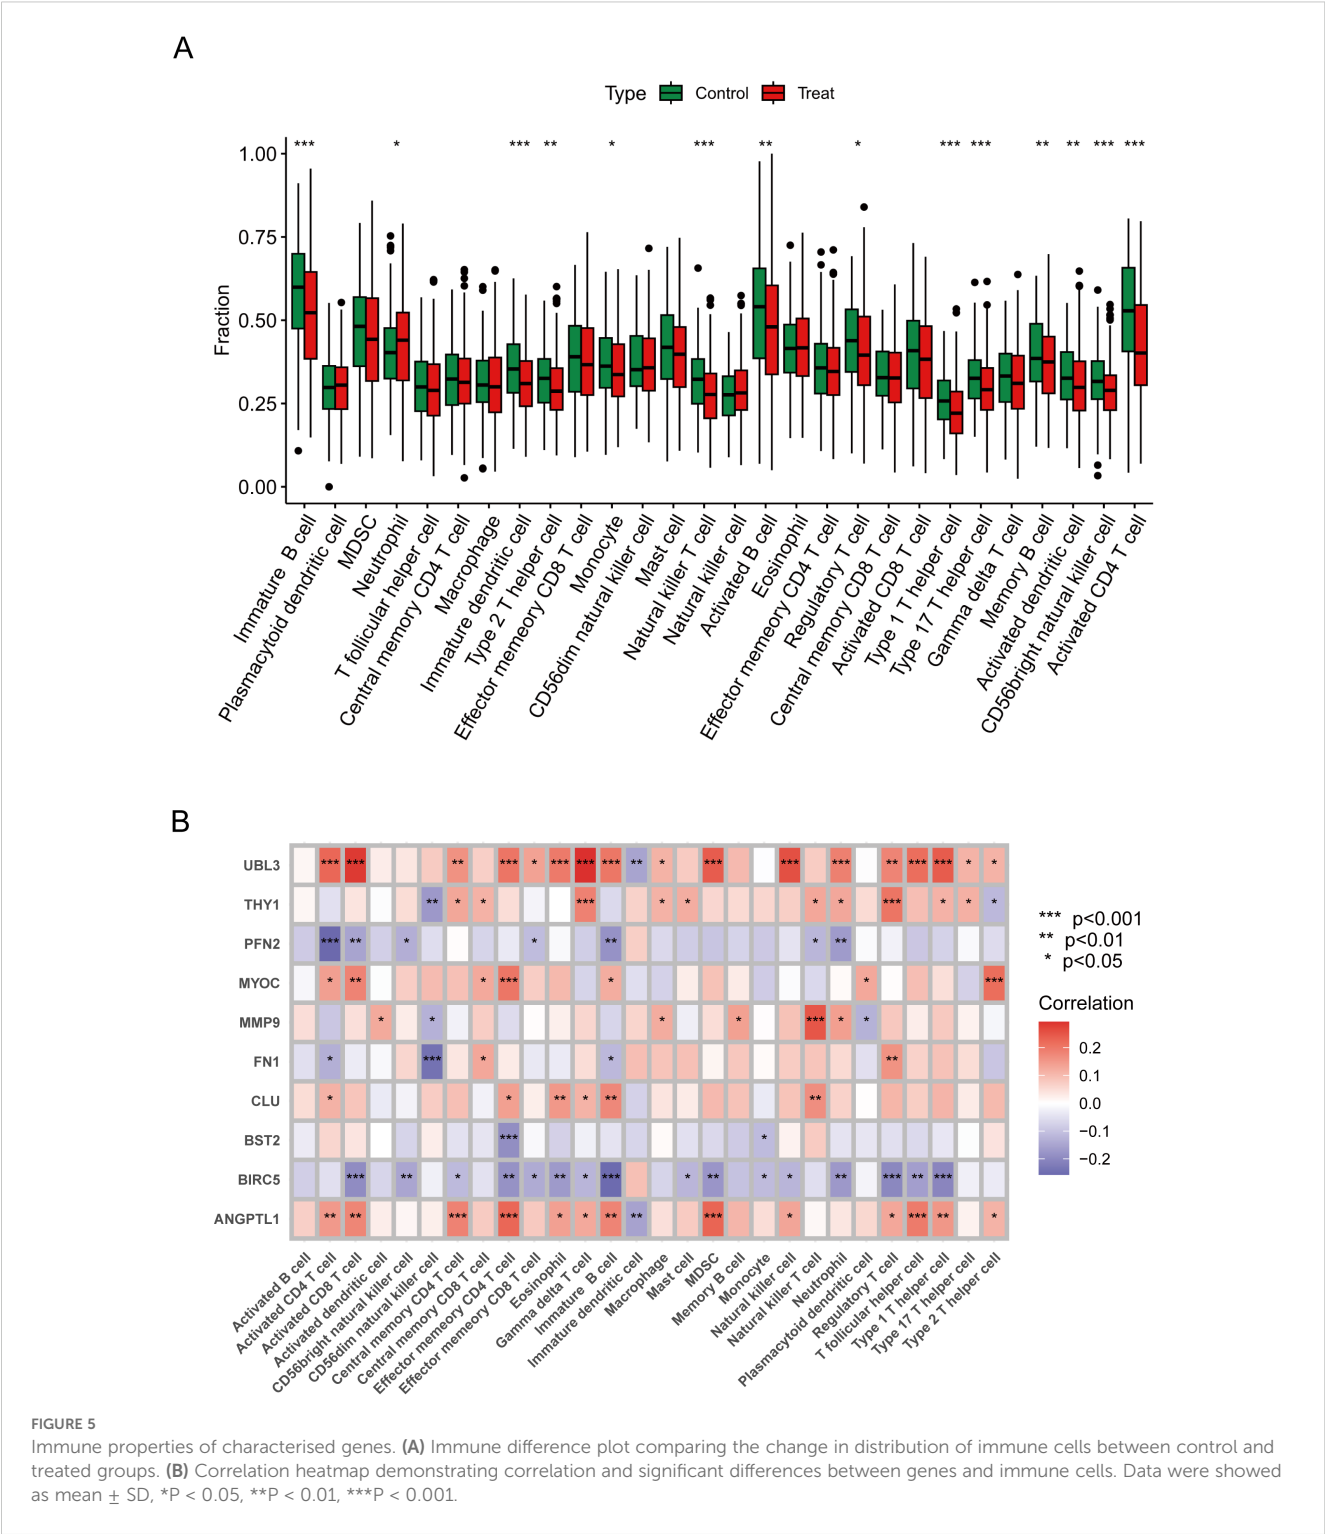 A
Type Control Treat
*** * *** ** * *** ** * *** *** ** ** *** ***
1.00
0.75
0.50
0.25
0.00
Fraction
Immature  B cell
Plasmacytoid dendritic cell
MDSC
Neutrophil
T follicular helper cell
Central memory CD4 T cell
Macrophage
Immature dendritic cell
Type 2 T helper cell
Effector memeory CD8 T cell
Monocyte
CD56dim natural killer cell
Mast cell
Natural killer T cell
Natural killer cell
Activated B cell
Eosinophil
Effector memeory CD4 T cell
Regulatory T cell
Central memory CD8 T cell
Activated CD8 T cell
Type 1 T helper cell
Type 17 T helper cell
Gamma delta T cell
Memory B cell
Activated dendritic cell
CD56bright natural killer cell
Activated CD4 T cell
B
UBL3 *** *** ** *** * *** *** *** ** * *** *** *** ** *** *** * *
THY1 ** * * *** * * * * *** * * *
PFN2 *** ** * * ** * **
MYOC * ** * *** * * ***
MMP9 * * * * *** * *
FN1 * *** * * **
CLU * * ** * ** **
BST2 *** *
BIRC5 *** ** * ** * ** * *** * ** * * ** *** ** ***
ANGPTL1 ** ** *** *** * * ** ** *** * * *** ** *
Activated B cell
Activated CD4 T cell
Activated CD8 T cell
Activated dendritic cell
CD56bright natural killer cell
CD56dim natural killer cell
Central memory CD4 T cell
Central memory CD8 T cell
Effector memeory CD4 T cell
Effector memeory CD8 T cell
Eosinophil
Gamma delta T cell
Immature  B cell
Immature dendritic cell
Macrophage
Mast cell
MDSC
Memory B cell
Monocyte
Natural killer cell
Natural killer T cell
Neutrophil
Plasmacytoid dendritic cell
Regulatory T cell
T follicular helper cell
Type 1 T helper cell
Type 17 T helper cell
Type 2 T helper cell
*** p<0.001
** p<0.01
* p<0.05
Correlation
0.2
0.1
0.0
−0.1
−0.2
FIGURE 5
Immune properties of characterised genes. (A) Immune difference plot comparing the change in distribution of immune cells between control and
treated groups. (B) Correlation heatmap demonstrating correlation and significant differences between genes and immune cells. Data were showed
as mean ± SD, *P < 0.05, **P < 0.01, ***P < 0.001.